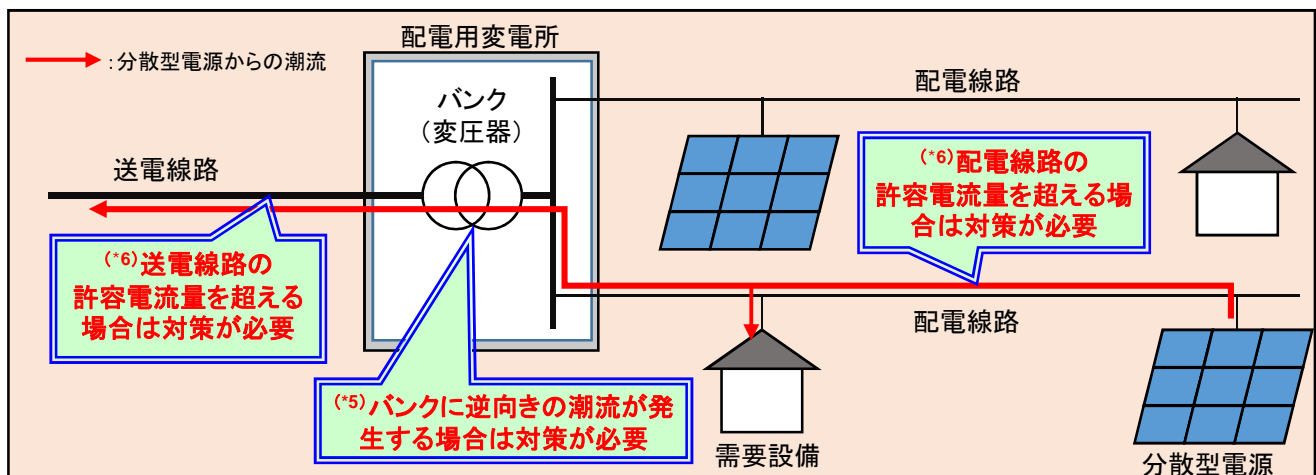 :分散型電源からの潮流
配電用変電所
バンク
(変圧器)
送電線路
配電線路
(*6)配電線路の
許容電流量を超える場
合は対策が必要
(*6)送電線路の
許容電流量を超える
場合は対策が必要
配電線路
(*5)バンクに逆向きの潮流が発
生する場合は対策が必要
需要設備
分散型電源